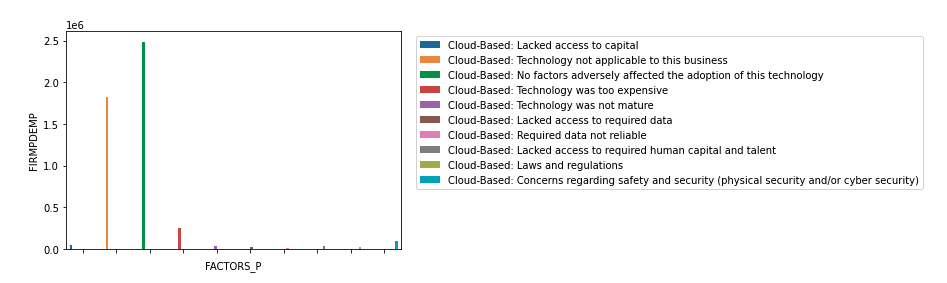 1e6
2.5
2.0
1.5
1.0
0.5
0.0
FIRMPDEMP
FACTORS_P
Cloud-Based: Lacked access to capital
Cloud-Based: Technology not applicable to this business
Cloud-Based: No factors adversely affected the adoption of this technology
Cloud-Based: Technology was too expensive
Cloud-Based: Technology was not mature
Cloud-Based: Lacked access to required data
Cloud-Based: Required data not reliable
Cloud-Based: Lacked access to required human capital and talent
Cloud-Based: Laws and regulations
Cloud-Based: Concerns regarding safety and security (physical security and/or cyber security)